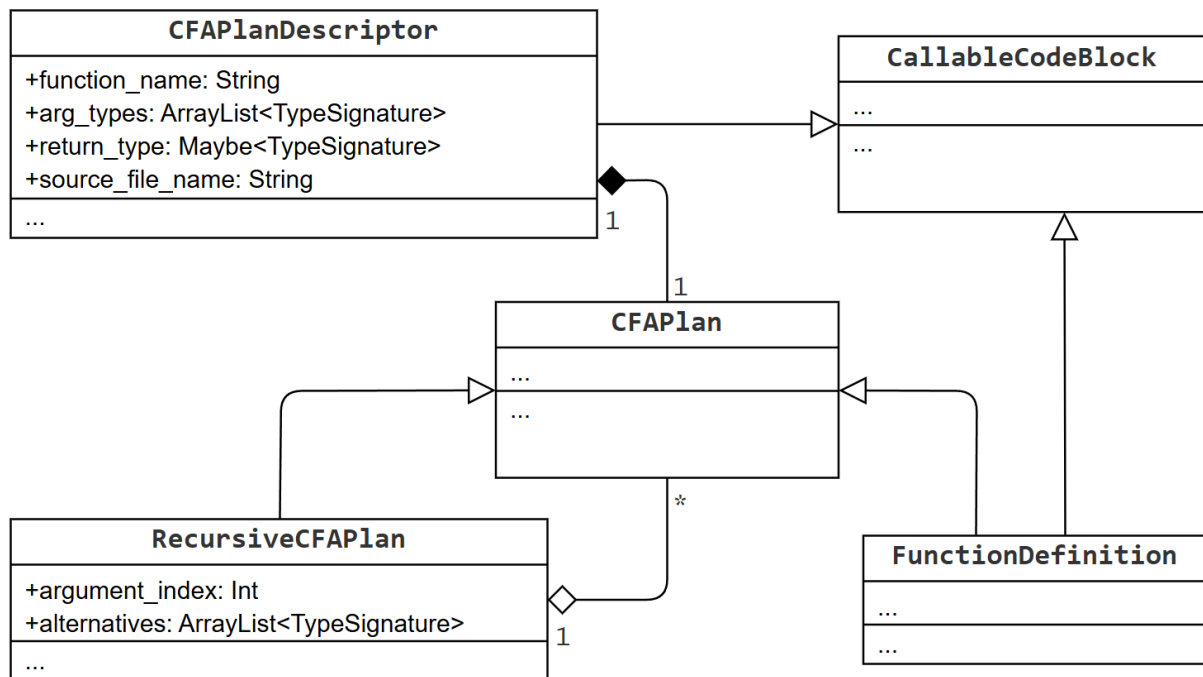 CFAPlanDescriptor
+function_name: String
+arg_types: ArrayList<TypeSignature>
+return_type: Maybe<TypeSignature>
+source_file_name: String
...
1
1
CallableCodeBlock
...
...
CFAPlan
...
...
*
RecursiveCFAPlan
+argument_index: Int
+alternatives: ArrayList<TypeSignature>
...
1
FunctionDefinition
...
...